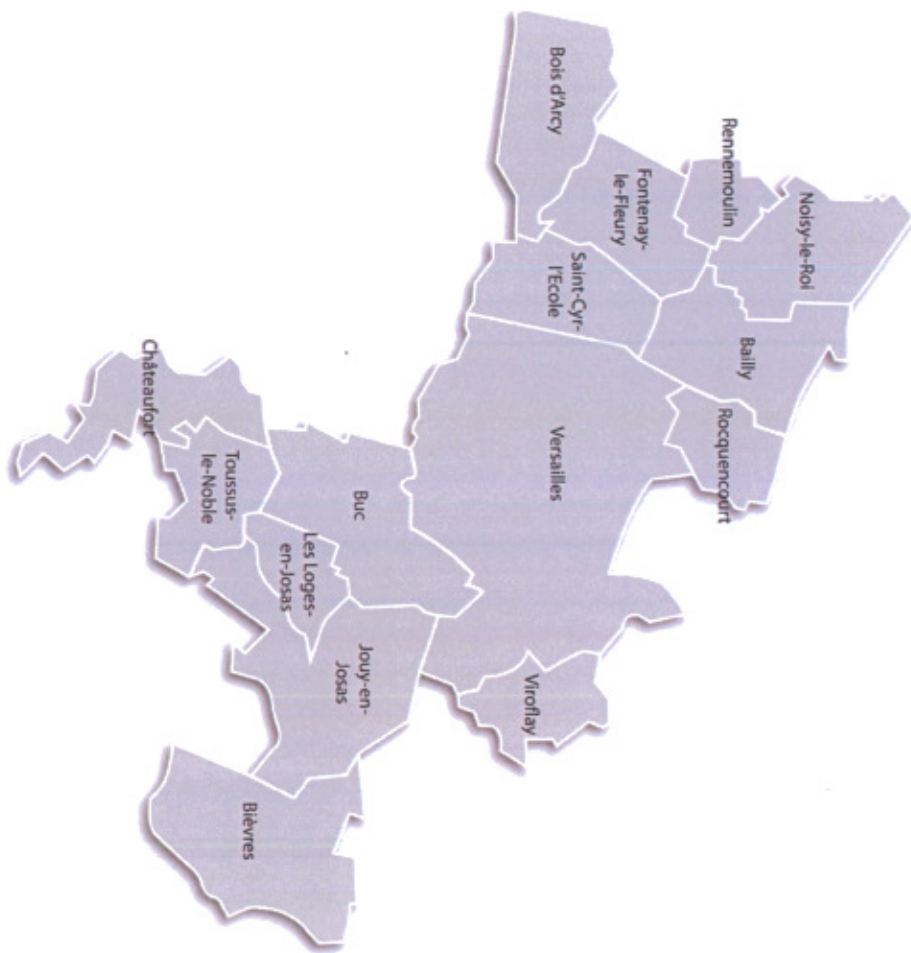 Noisy-le-Roi
Rennemoulin
Bailly
Rocquencourt
Fontenay-
le-Fleury
Bois d'Arcy
Saint-Cyr-
l'Ecole
Versailles
Viroflay
Buc
Jouy-en-
Josas
Les Loges-
en-Josas
Toussus-
le-Noble
Châteaufort
Bièvres